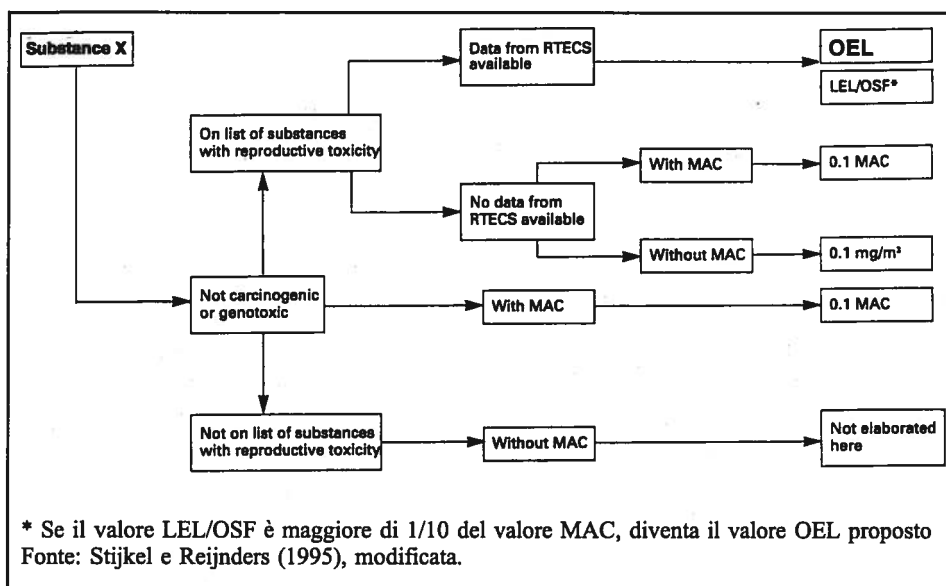 Substance X
Data from RTECS
available
OEL
LEL/OSF*
On list of substances
with reproductive toxicity
With MAC
0.1 MAC
No data from
RTECS available
Without MAC
0.1 mg/m³
Not carcinogenic
or genotoxic
With MAC
0.1 MAC
Not on list of substances
with reproductive toxicity
Without MAC
Not elaborated
here
* Se il valore LEL/OSF è maggiore di 1/10 del valore MAC, diventa il valore OEL proposto
Fonte: Stijkel e Reijnders (1995), modificata.